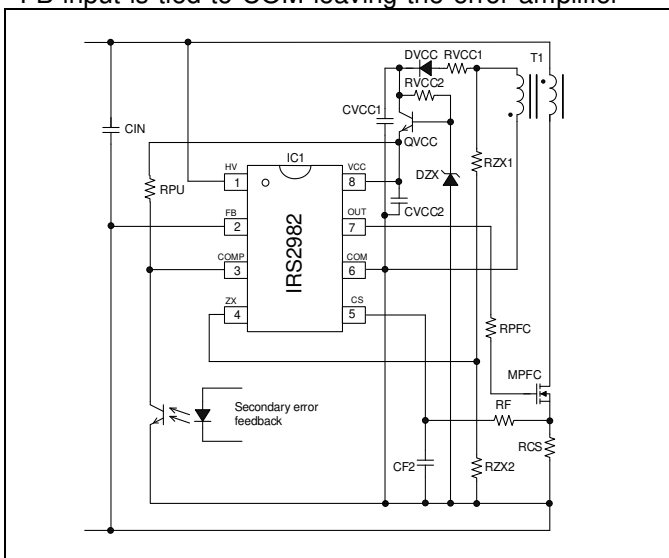 FB input is tied to COM leaving the error amplifier
DVCC RVCC1
T1
RVCC2
CVCC1
CIN
QVCC
IC1
HV
VCC
RPU
1
8
DZX
RZX1
CVCC2
FB
OUT
2
7
IRS2982
COMP
COM
3
6
ZX
CS
4
5
RPFC
MPFC
Secondary error
feedback
RF
RCS
CF2
RZX2